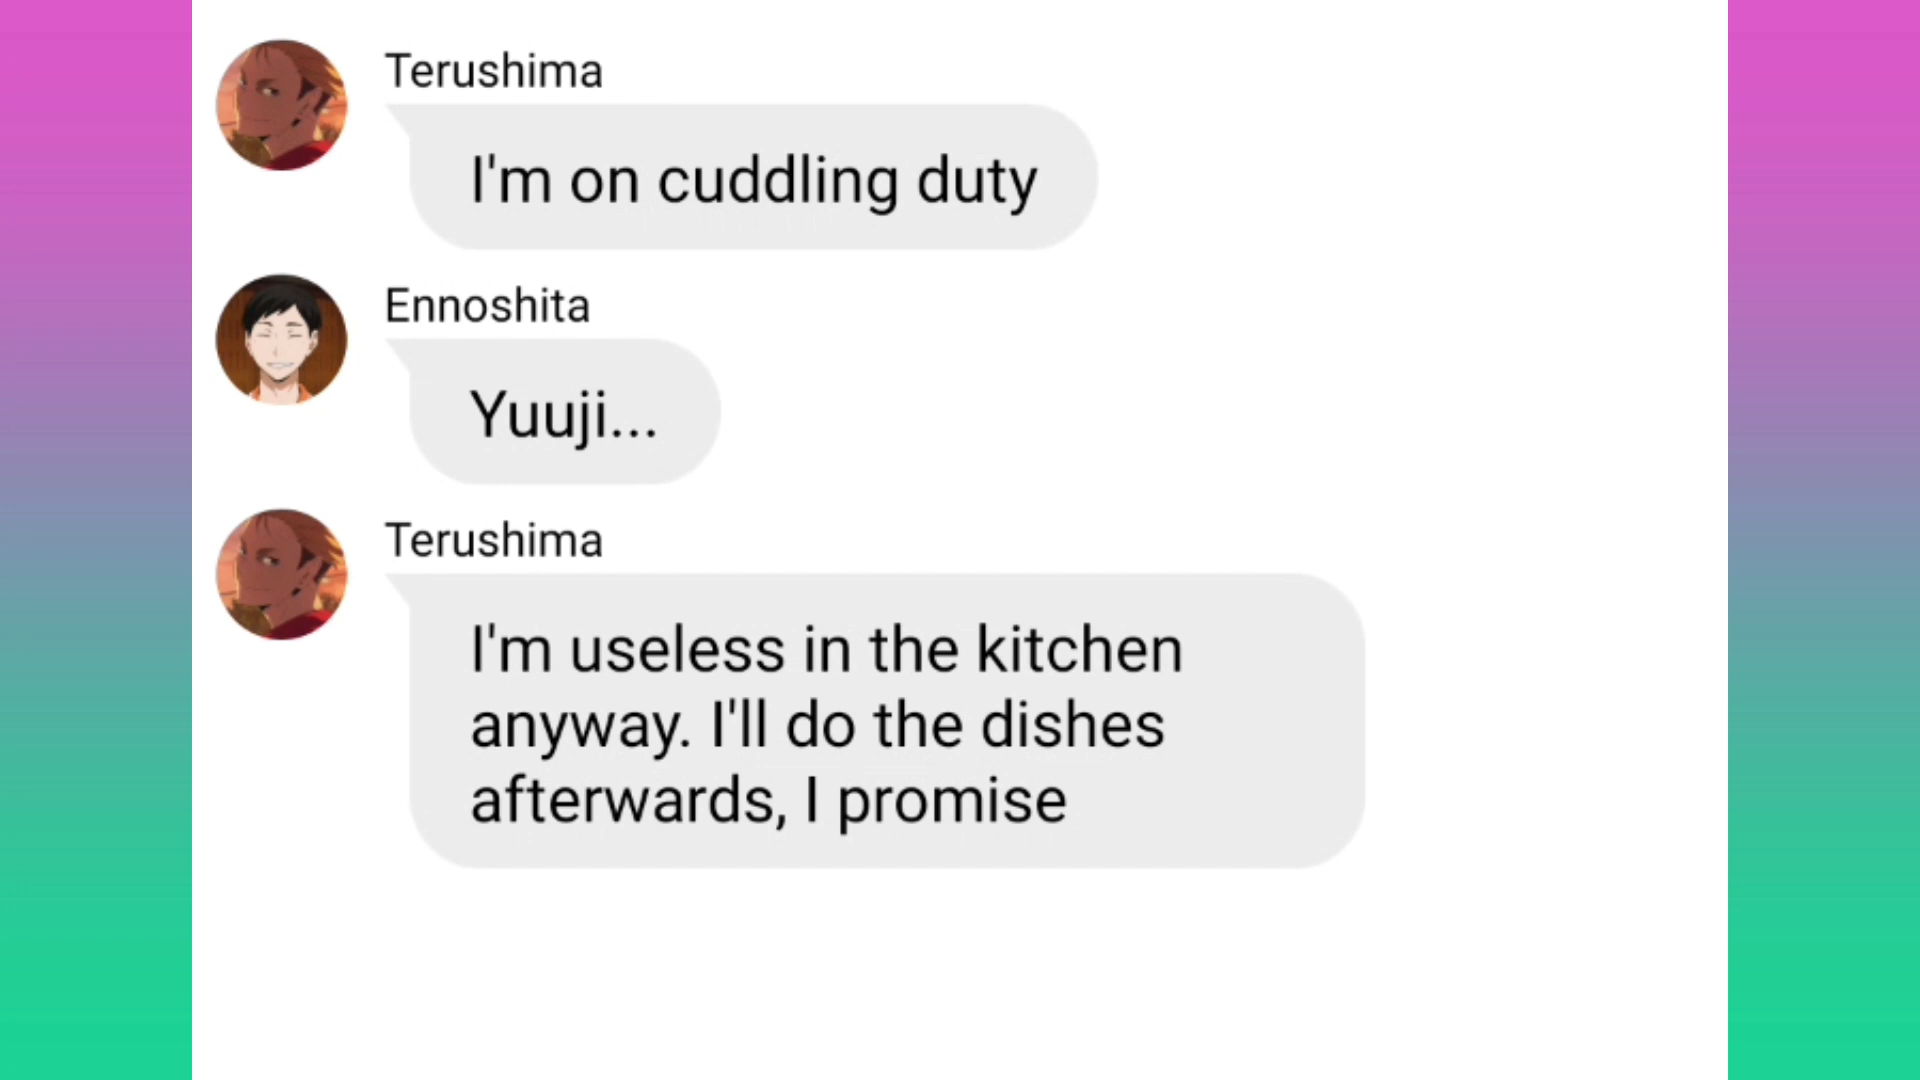 Terushima
I'm on cuddling duty
Ennoshita
Yuuji...
Terushima
I'm useless in the kitchen
anyway. I'll do the dishes
afterwards, I promise